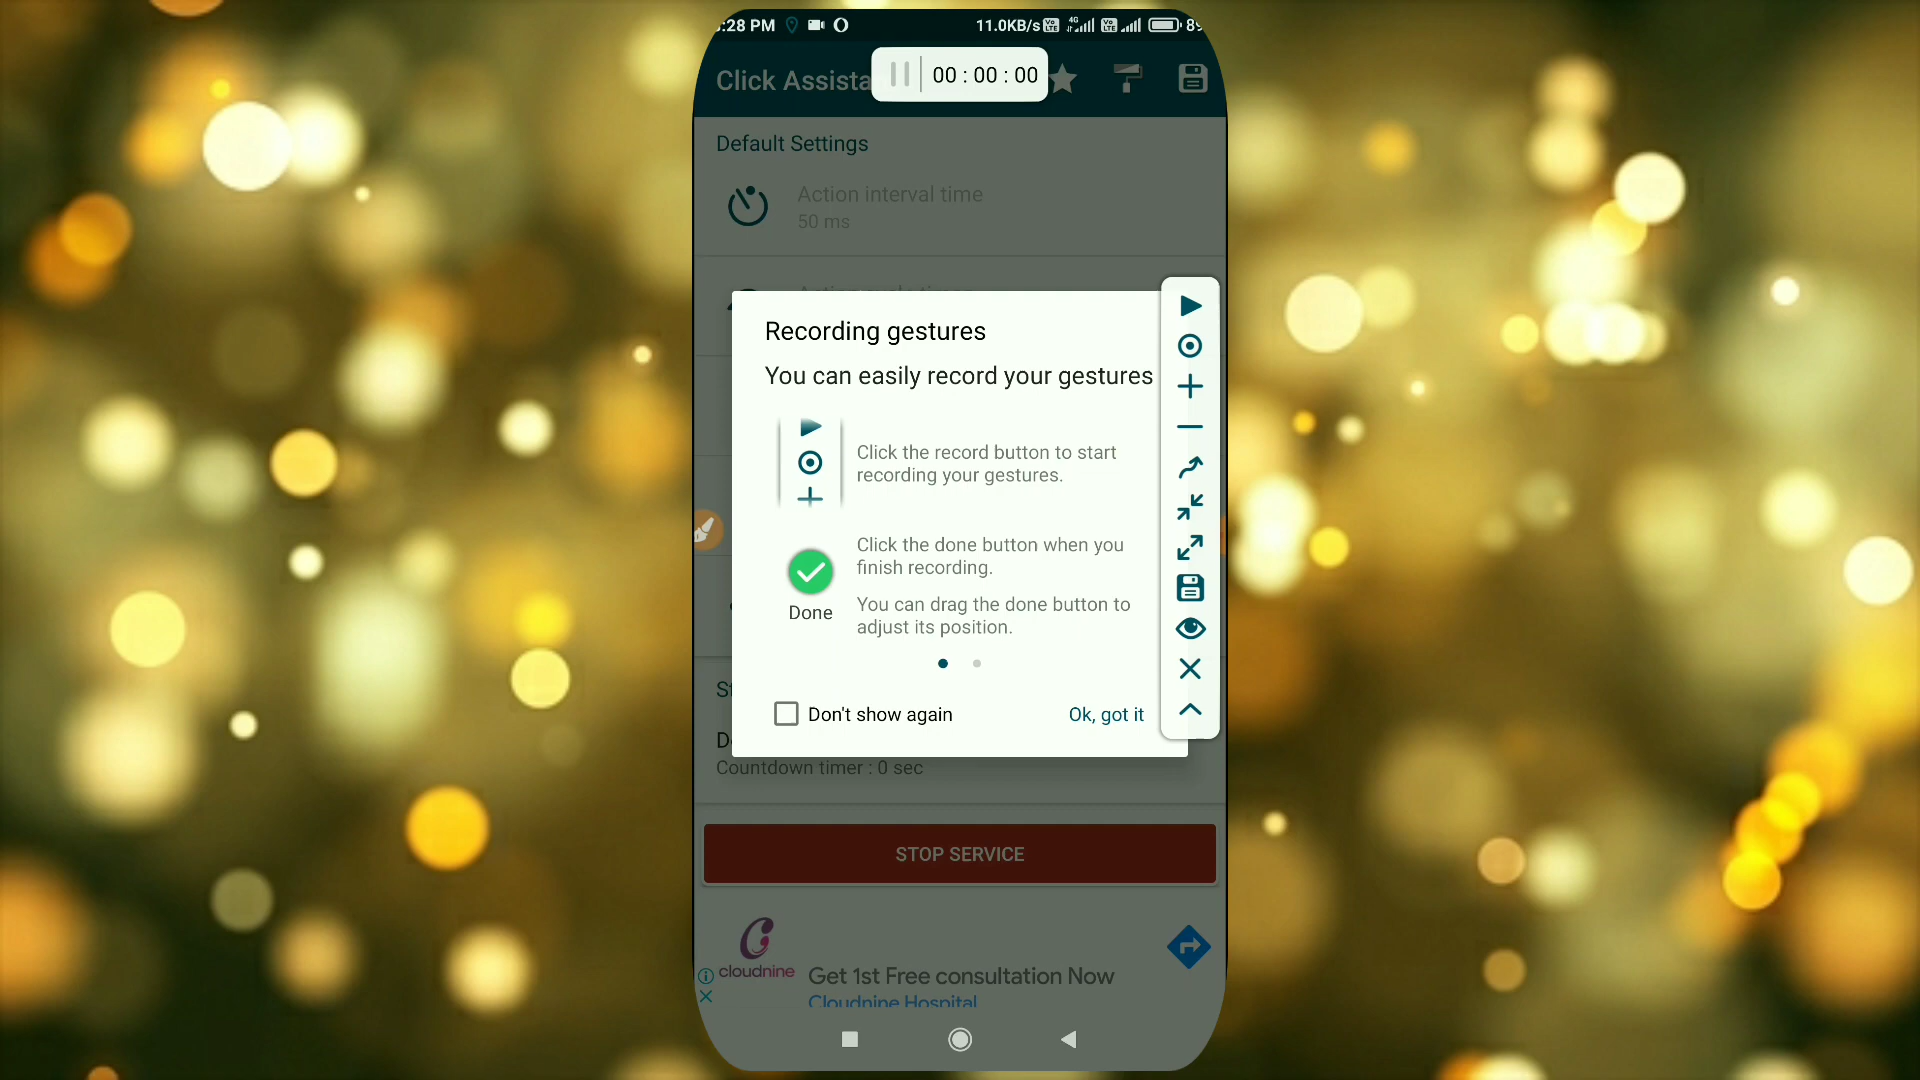 :28 PM
11.0KB/s
Click Assista
00 : 00 : 00
Default Settings
Action interval time
50 ms
Recording gestures
You can easily record your gestures
Click the record button to start
recording your gestures.
Click the done button when you
finish recording.
Done
You can drag the done button to
adjust its position.
Don't show again
Ok, got it
Countdown timer : 0 sec
STOP SERVICE
cloudnine
Get 1st Free consultation Now
Cloudnine Hospital